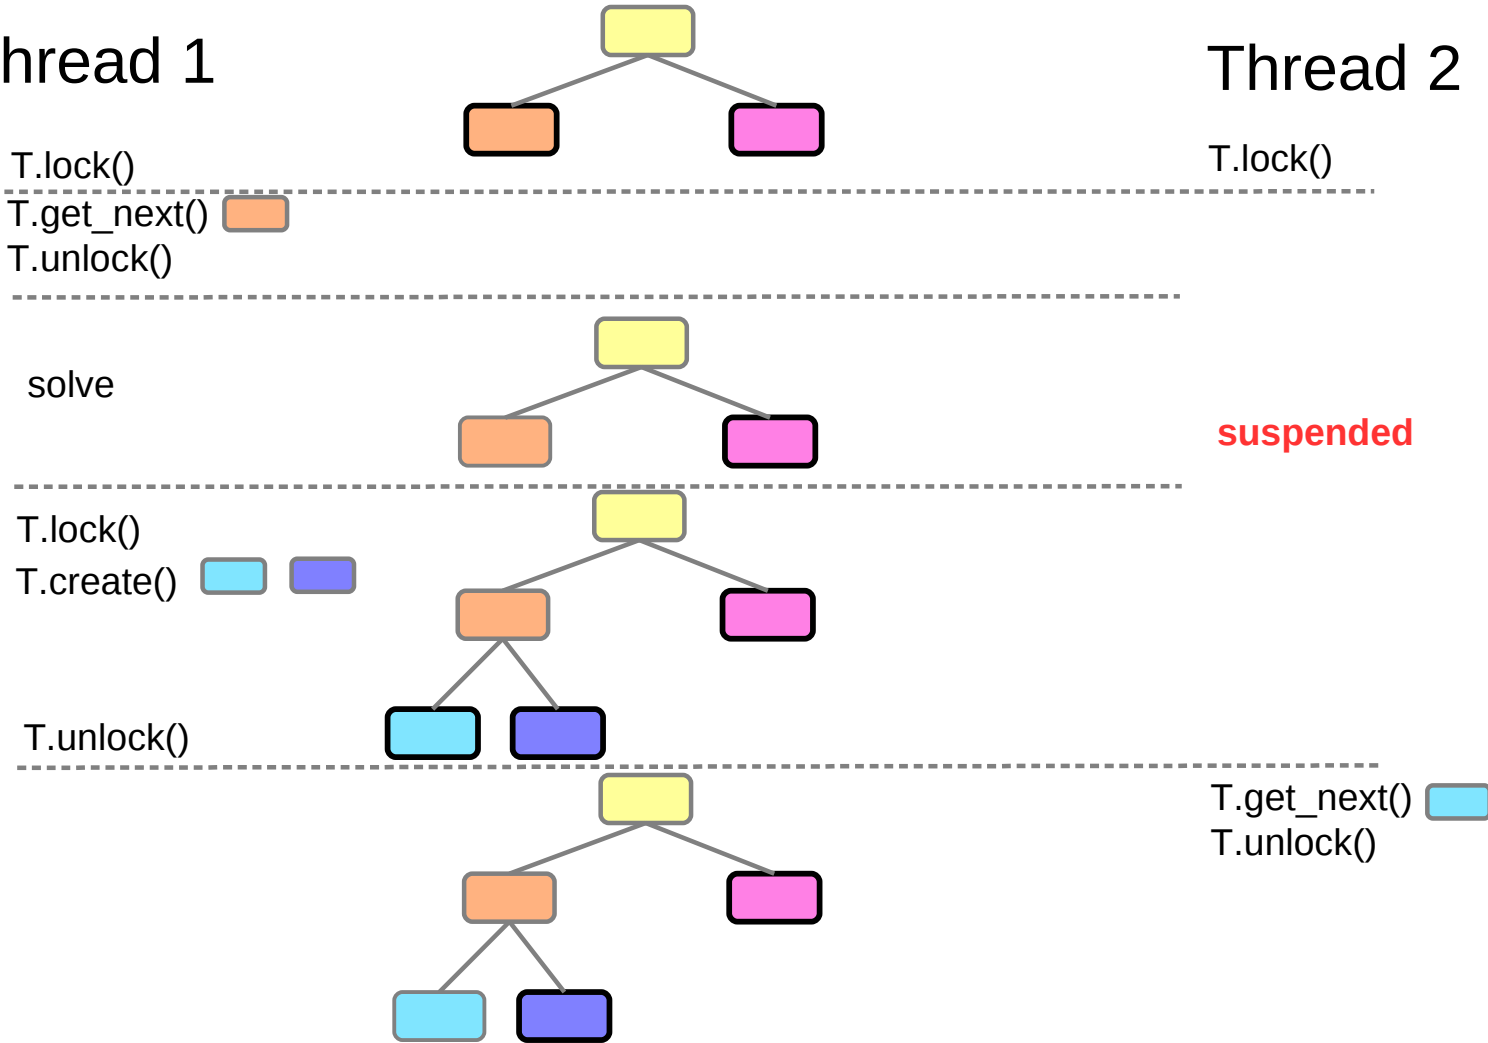 hread 1
Thread 2
T.lock()
T.lock()
T.get_next()
T.unlock()
solve
suspended
T.lock()
T.create()
T.unlock()
T.get_next()
T.unlock()